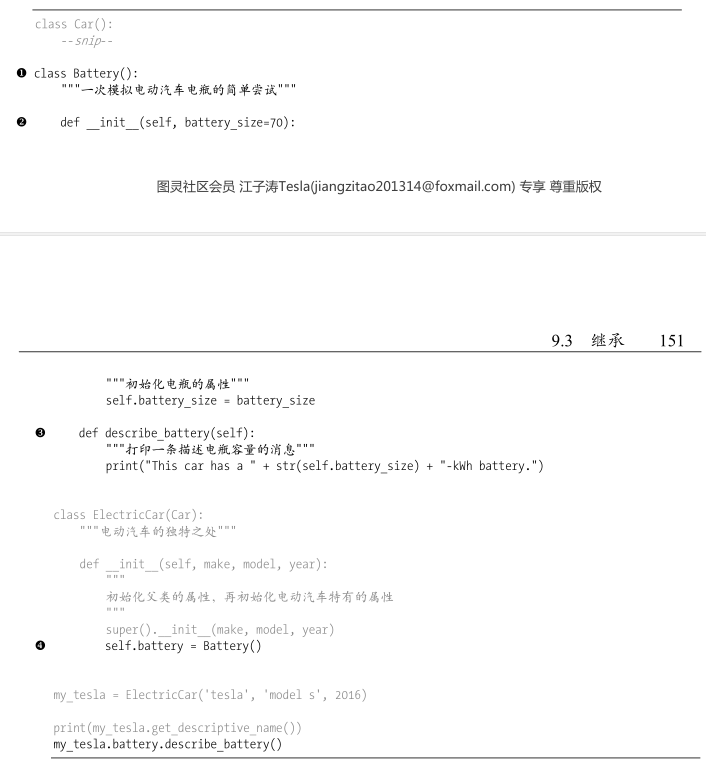 class Car():
--snip--
❶ class Battery():
"""一次模拟电动汽车电瓶的简单尝试"""
❷ def __init__(self, battery_size=70):
图灵社区会员 江子涛Tesla(jiangzitao201314@foxmail.com) 专享 尊重版权
9.3 继承 151
"""初始化电瓶的属性"""
self.battery_size = battery_size
❸ def describe_battery(self):
"""打印一条描述电瓶容量的消息"""
print("This car has a " + str(self.battery_size) + "-kWh battery.")
class ElectricCar(Car):
"""电动汽车的独特之处"""
def __init__(self, make, model, year):
"""
初始化父类的属性，再初始化电动汽车特有的属性
"""
super().__init__(make, model, year)
❹ self.battery = Battery()
my_tesla = ElectricCar('tesla', 'model s', 2016)
print(my_tesla.get_descriptive_name())
my_tesla.battery.describe_battery()